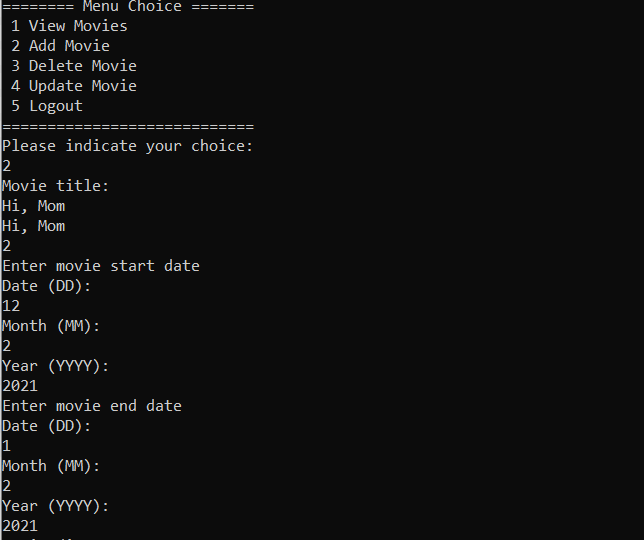 ======== Menu Choice =======
1 View Movies
2 Add Movie
3 Delete Movie
4 Update Movie
5 Logout
============================
Please indicate your choice:
2
Movie title:
Hi, Mom
Hi, Mom
2
Enter movie start date
Date (DD):
12
Month (MM):
2
Year (YYYY):
2021
Enter movie end date
Date (DD):
1
Month (MM):
2
Year (YYYY):
2021